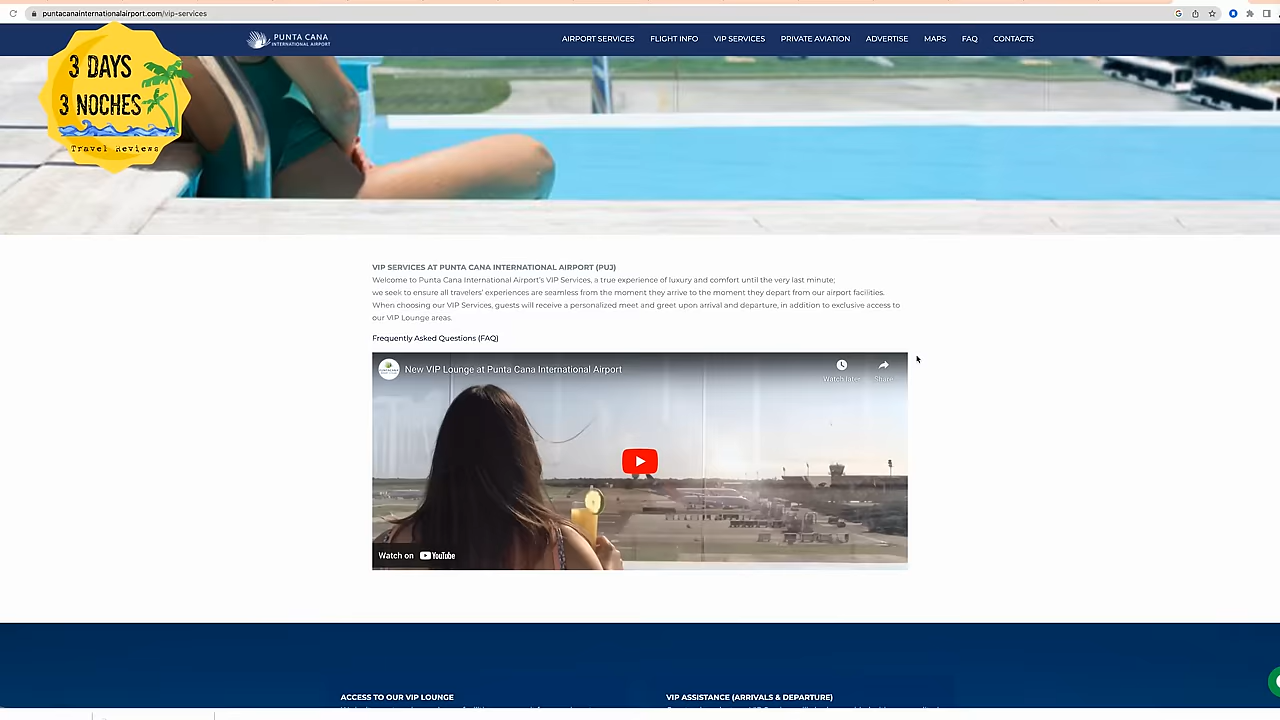 puntacanainternationalairport.com/vip-services
PUNTA CANA
INTERNATIONAL AIRPORT
AIRPORT SERVICES
FLIGHT INFO
VIP SERVICES
PRIVATE AVIATION
ADVERTISE
MAPS
FAQ
CONTACTS
3 DAYS
3 NOCHES
Travel Reviews
VIP SERVICES AT PUNTA CANA INTERNATIONAL AIRPORT (PUJ)
Welcome to Punta Cana International Airport's VIP Services, a true experience of luxury and comfort until the very last minute;
we seek to ensure all travelers' experiences are seamless from the moment they arrive to the moment they depart from our airport facilities.
When choosing our VIP Services, guests will receive a personalized meet and greet upon arrival and departure, in addition to exclusive access to
our VIP Lounge areas.
Frequently Asked Questions (FAQ)
New VIP Lounge at Punta Cana International Airport
Watch later
Share
Watch on YouTube
ACCESS TO OUR VIP LOUNGE
VIP ASSISTANCE (ARRIVALS & DEPARTURE)